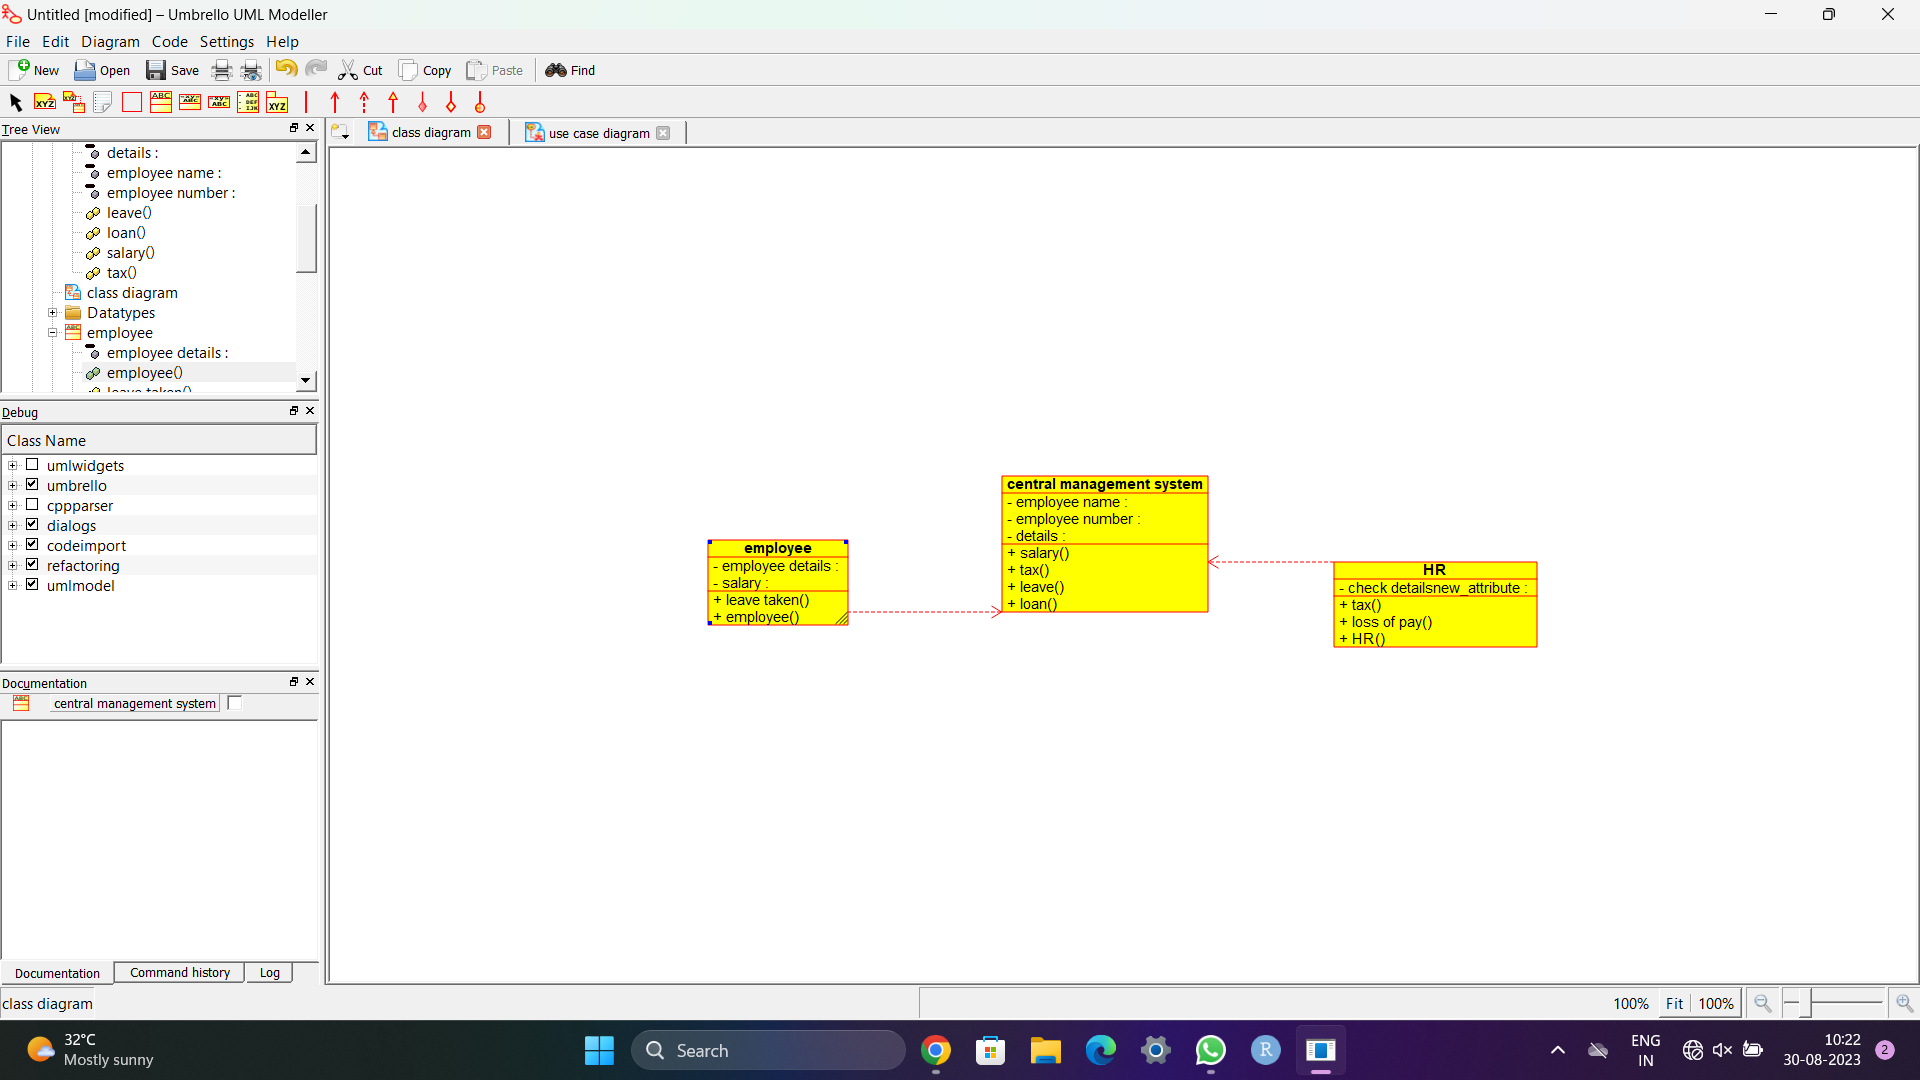 Untitled [modified] – Umbrello UML Modeller
File Edit Diagram Code Settings Help
New Open Save Cut Copy Paste Find
Tree View
class diagram
use case diagram
details :
employee name :
employee number :
leave()
loan()
salary()
tax()
class diagram
Datatypes
employee
employee details :
employee()
leave taken()
Debug
Class Name
umlwidgets
umbrello
cppparser
dialogs
codeimport
refactoring
umlmodel
Documentation
central management system
Documentation Command history Log
employee
- employee details :
- salary :
+ leave taken()
+ employee()
central management system
- employee name :
- employee number :
- details :
+ salary()
+ tax()
+ leave()
+ loan()
HR
- check detailsnew_attribute :
+ tax()
+ loss of pay()
+ HR()
class diagram
100% Fit 100%
32°C
Mostly sunny
Search
R
ENG
IN
10:22
30-08-2023
2